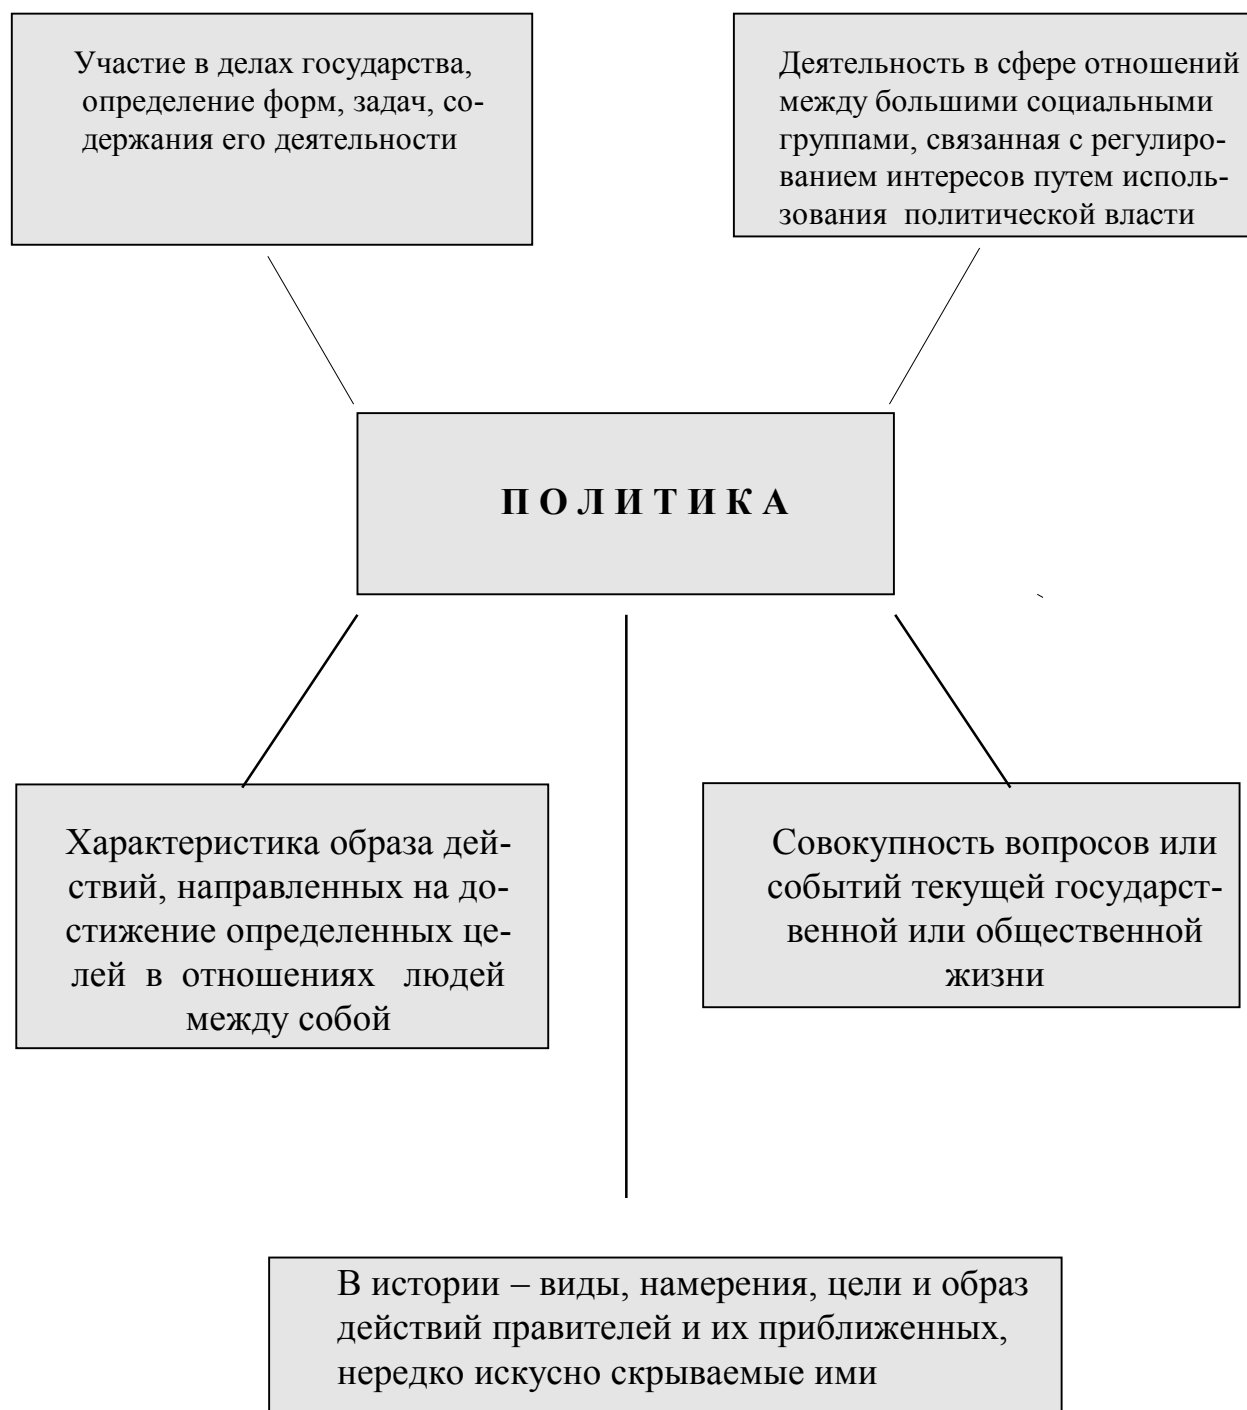 Участие в делах государства,
определение форм, задач, со-
держания его деятельности
Деятельность в сфере отношений
между большими социальными
группами, связанная с регулиро-
ванием интересов путем исполь-
зования политической власти
П О Л И Т И К А
Характеристика образа дей-
ствий, направленных на до-
стижение определенных це-
лей в отношениях людей
между собой
Совокупность вопросов или
событий текущей государст-
венной или общественной
жизни
В истории – виды, намерения, цели и образ
действий правителей и их приближенных,
нередко искусно скрываемые ими